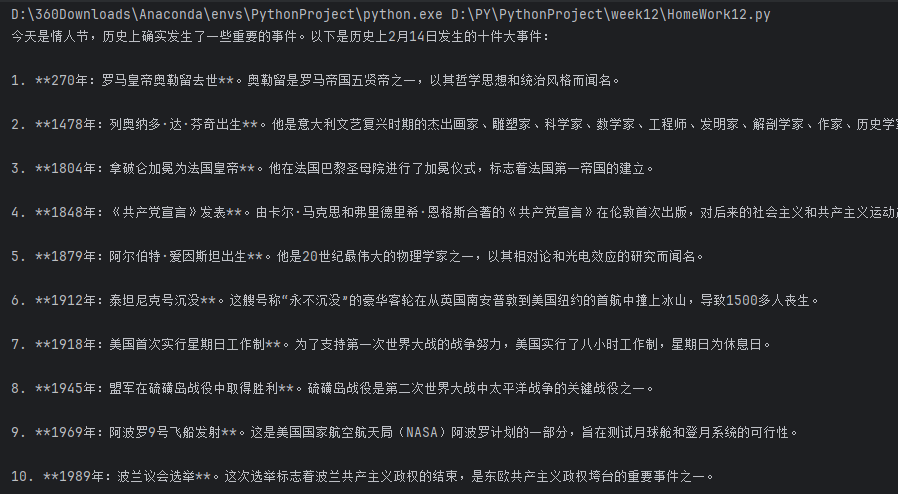 D:\360Downloads\Anaconda\envs\PythonProject\python.exe D:\PY\PythonProject\week12\HomeWork12.py
今天是情人节，历史上确实发生了一些重要的事件。以下是历史上2月14日发生的十件大事件：
1. **270年：罗马皇帝奥勒留去世**。奥勒留是罗马帝国五贤帝之一，以其哲学思想和统治风格而闻名。
2. **1478年：列奥纳多·达·芬奇出生**。他是意大利文艺复兴时期的杰出画家、雕塑家、科学家、数学家、工程师、发明家、解剖学家、作家、历史学
3. **1804年：拿破仑加冕为法国皇帝**。他在法国巴黎圣母院进行了加冕仪式，标志着法国第一帝国的建立。
4. **1848年：《共产党宣言》发表**。由卡尔·马克思和弗里德里希·恩格斯合著的《共产党宣言》在伦敦首次出版，对后来的社会主义和共产主义运动
5. **1879年：阿尔伯特·爱因斯坦出生**。他是20世纪最伟大的物理学家之一，以其相对论和光电效应的研究而闻名。
6. **1912年：泰坦尼克号沉没**。这艘号称“永不沉没”的豪华客轮在从英国南安普敦到美国纽约的首航中撞上冰山，导致1500多人丧生。
7. **1918年：美国首次实行星期日工作制**。为了支持第一次世界大战的战争努力，美国实行了八小时工作制，星期日为休息日。
8. **1945年：盟军在硫磺岛战役中取得胜利**。硫磺岛战役是第二次世界大战中太平洋战争的关键战役之一。
9. **1969年：阿波罗9号飞船发射**。这是美国国家航空航天局（NASA）阿波罗计划的一部分，旨在测试月球舱和登月系统的可行性。
10. **1989年：波兰议会选举**。这次选举标志着波兰共产主义政权的结束，是东欧共产主义政权垮台的重要事件之一。